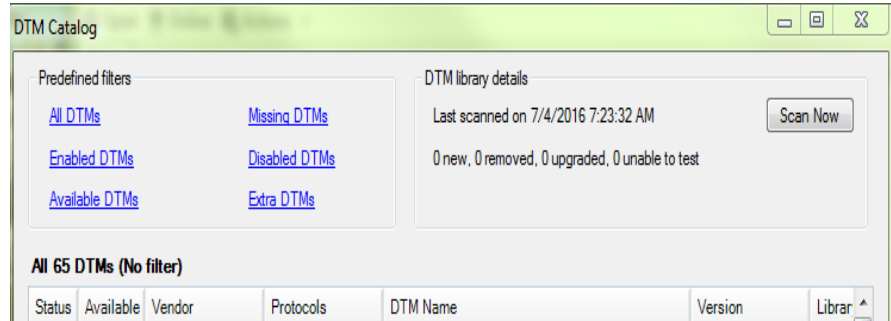 DTM Catalog
Predefined filters
All DTMs Missing DTMs
Enabled DTMs Disabled DTMs
Available DTMs Extra DTMs
DTM library details
Last scanned on 7/4/2016 7:23:32 AM Scan Now
0 new, 0 removed, 0 upgraded, 0 unable to test
All 65 DTMs (No filter)
Status Available Vendor Protocols DTM Name Version Librar